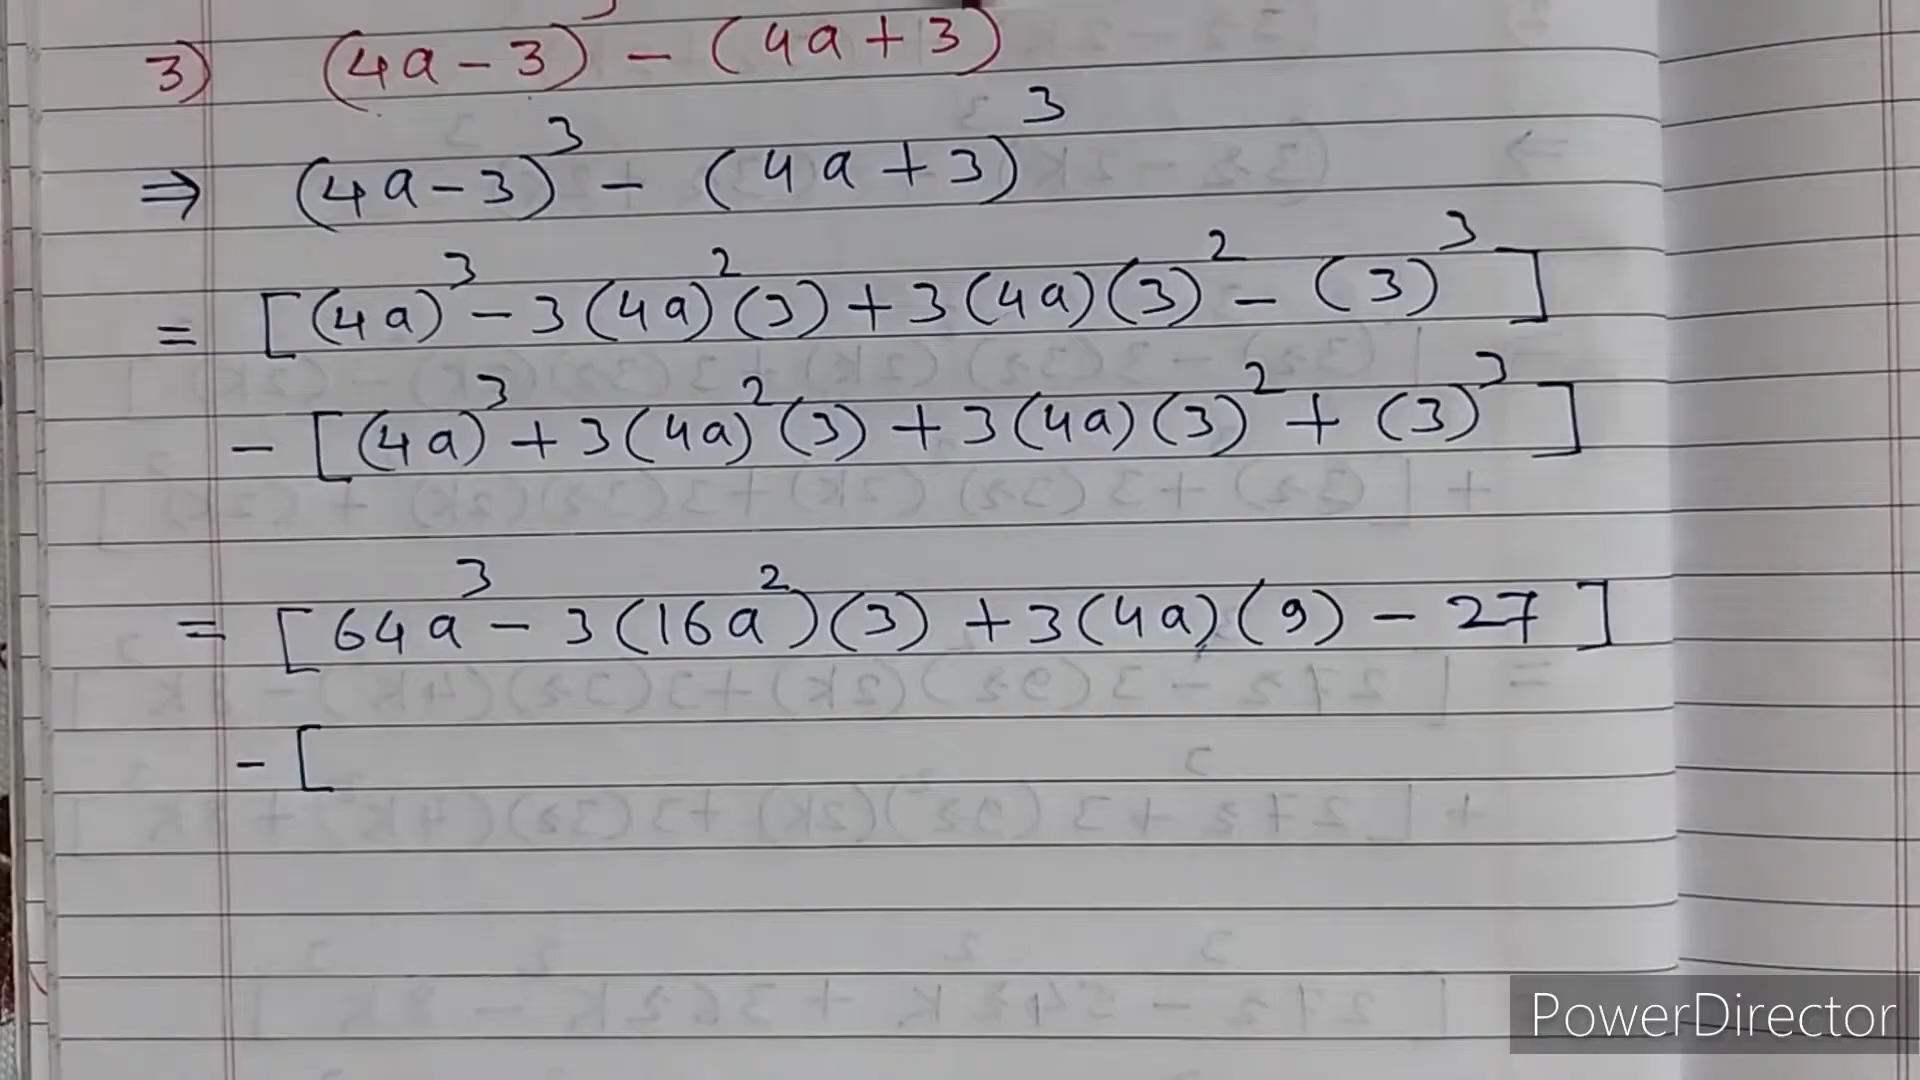 3) (4a - 3)³ - (4a + 3)
⇒ (4a - 3)³ - (4a + 3)³
= [(4a)³ - 3(4a)²(3) + 3(4a)(3)² - (3)³]
- [(4a)³ + 3(4a)²(3) + 3(4a)(3)² + (3)³]
= [64a³ - 3(16a²)(3) + 3(4a)(9) - 27]
- [
PowerDirector